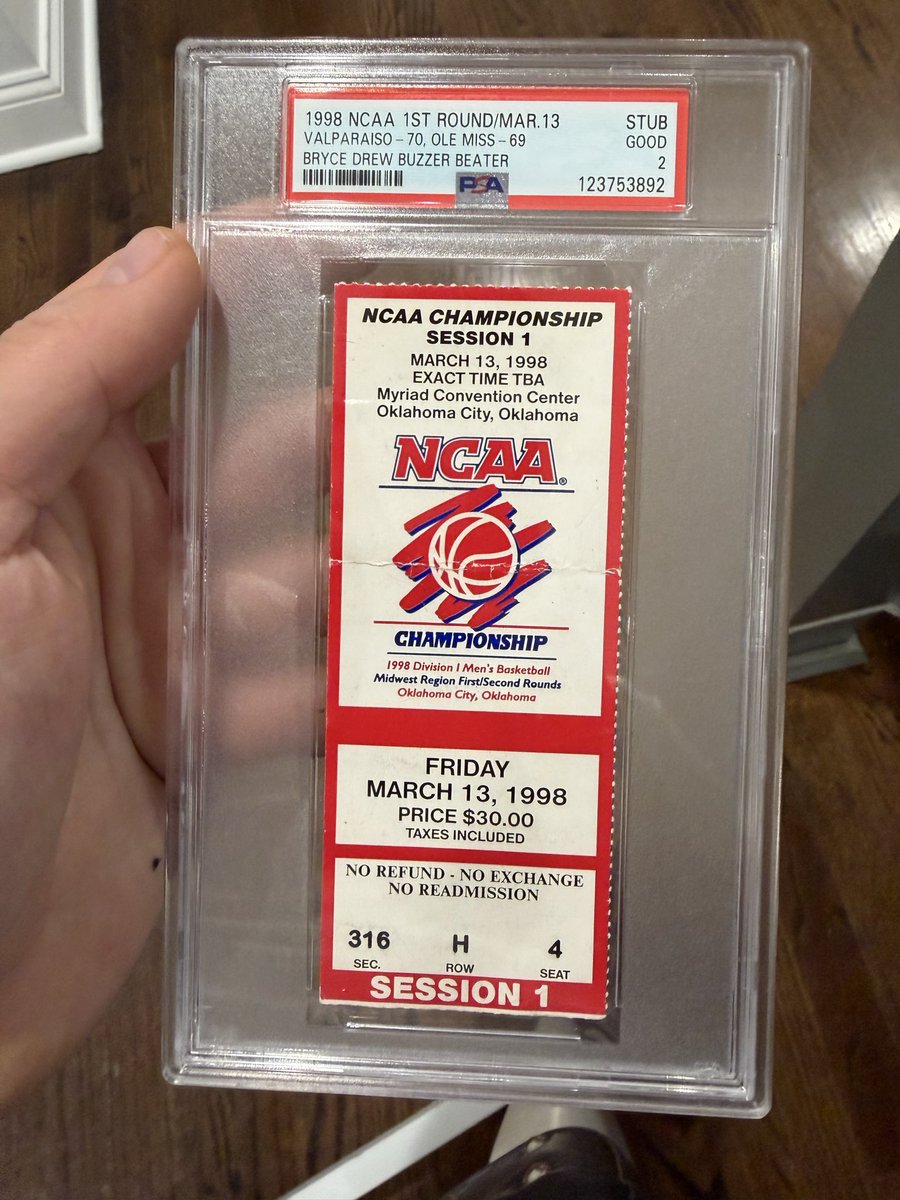 1998 NCAA 1ST ROUND/MAR.13 STUB
VALPARAISO - 70, OLE MISS - 69 GOOD
BRYCE DREW BUZZER BEATER 2
PSA 123753892
NCAA CHAMPIONSHIP
SESSION 1
MARCH 13, 1998
EXACT TIME TBA
Myriad Convention Center
Oklahoma City, Oklahoma
NCAA®
CHAMPIONSHIP
1998 Division I Men's Basketball
Midwest Region First/Second Rounds
Oklahoma City, Oklahoma
FRIDAY
MARCH 13, 1998
PRICE $30.00
TAXES INCLUDED
NO REFUND - NO EXCHANGE
NO READMISSION
316 H 4
SEC. ROW SEAT
SESSION 1